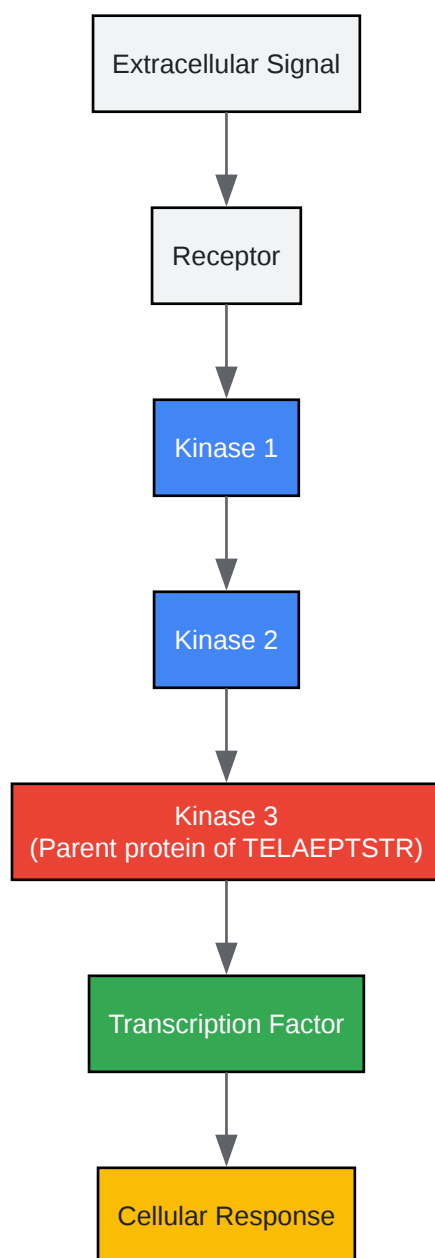 Extracellular Signal
Receptor
Kinase 1
Kinase 2
Kinase 3
(Parent protein of TELAEPTSTR)
Transcription Factor
Cellular Response